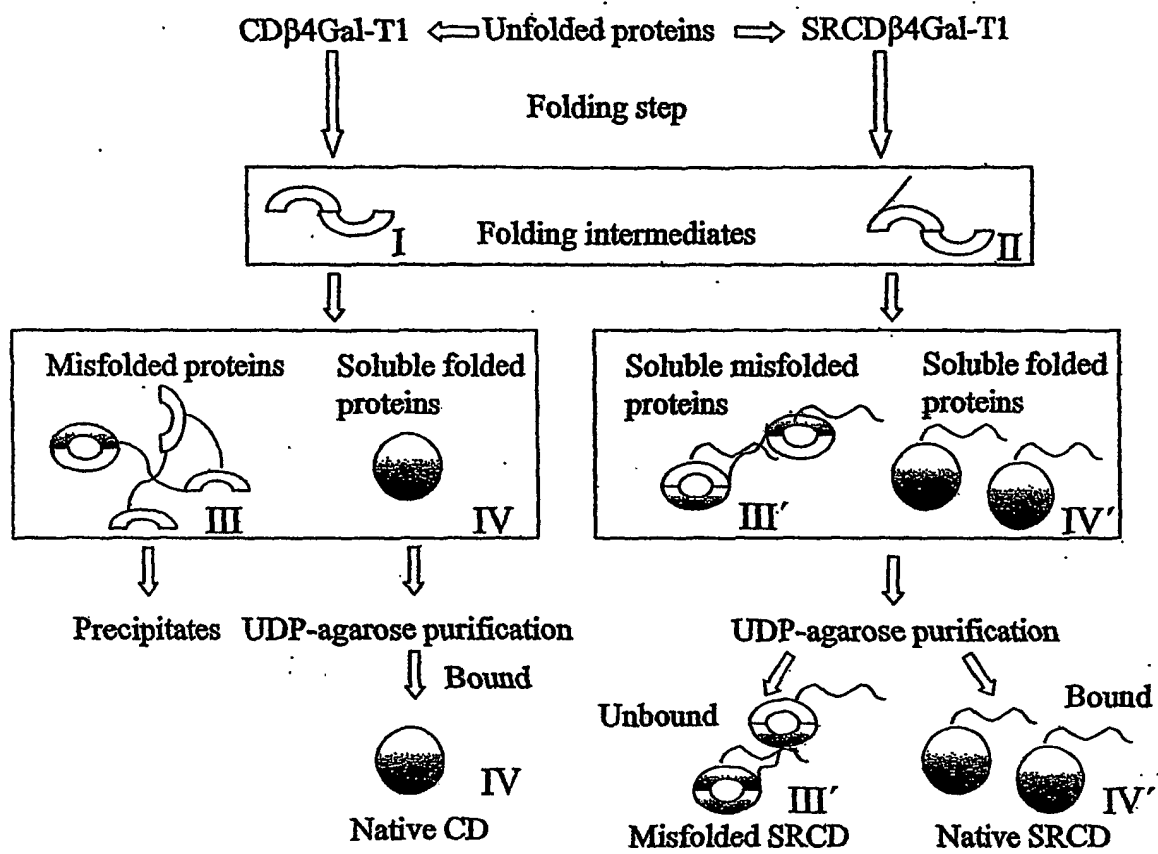 CDβ4Gal-T1 Unfolded proteins SRCDβ4Gal-T1
Folding step
Folding intermediates
I
II
Misfolded proteins
III
Soluble folded
proteins
IV
Soluble misfolded
proteins
III′
Soluble folded
proteins
IV′
Precipitates
UDP-agarose purification
Bound
IV
Native CD
UDP-agarose purification
Unbound
III′
Misfolded SRCD
Bound
IV′
Native SRCD